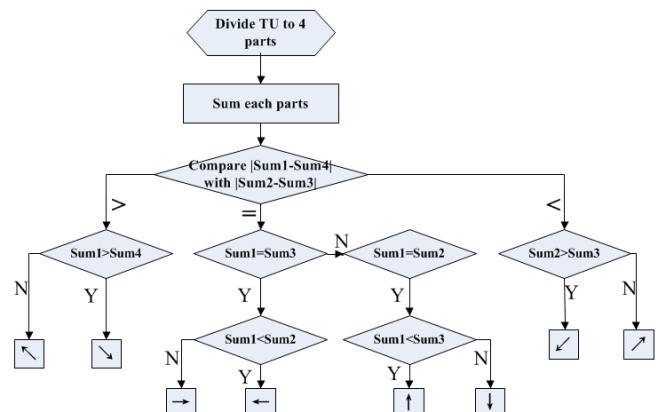 Divide TU to 4
parts
Sum each parts
Compare |Sum1-Sum4|
with |Sum2-Sum3|
>
=
<
Sum1>Sum4
Sum1=Sum3
N
Sum1=Sum2
Sum2>Sum3
N
Y
Y
Y
Y
N
Sum1<Sum2
Sum1<Sum3
N
Y
Y
N